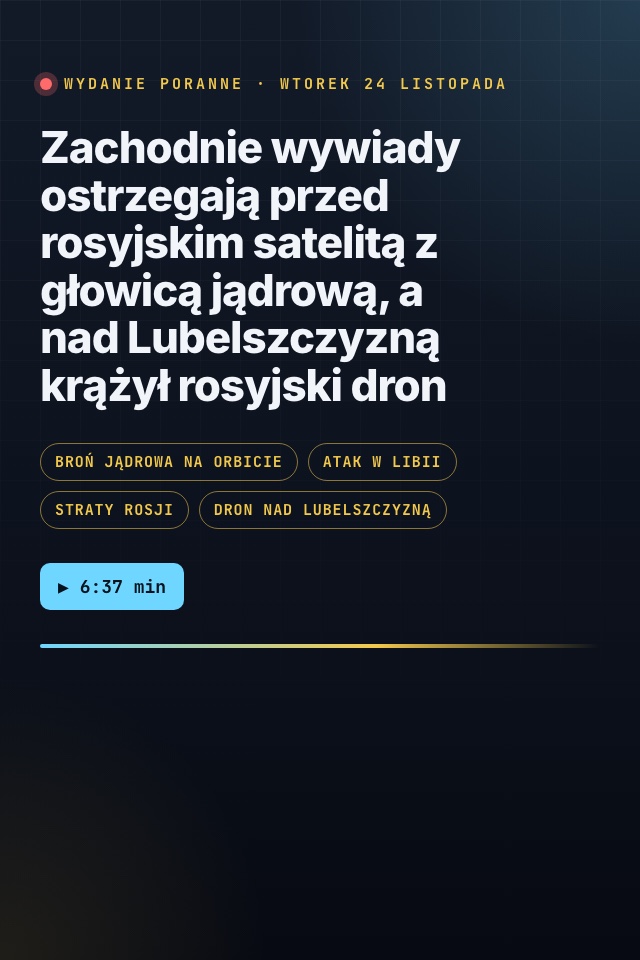 WYDANIE PORANNE · WTOREK 24 LISTOPADA
Zachodnie wywiady
ostrzegają przed
rosyjskim satelitą z
głowicą jądrową, a
nad Lubelszczyzną
krążył rosyjski dron
BROŃ JĄDROWA NA ORBICIE
ATAK W LIBII
STRATY ROSJI
DRON NAD LUBELSZCZYZNĄ
▶ 6:37 min